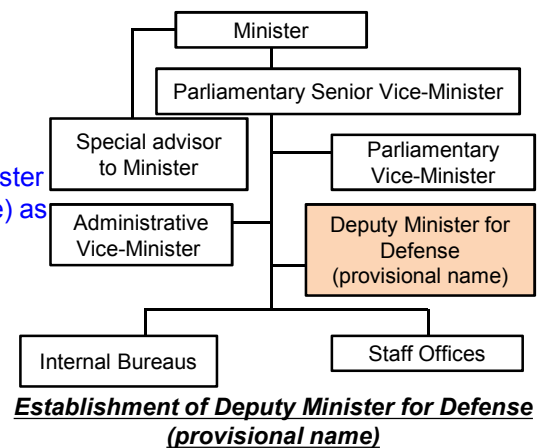 Minister
Parliamentary Senior Vice-Minister
Special advisor
to Minister
Parliamentary
Vice-Minister
ster
e) as
Administrative
Vice-Minister
Deputy Minister for
Defense
(provisional name)
Internal Bureaus
Staff Offices
Establishment of Deputy Minister for Defense
(provisional name)